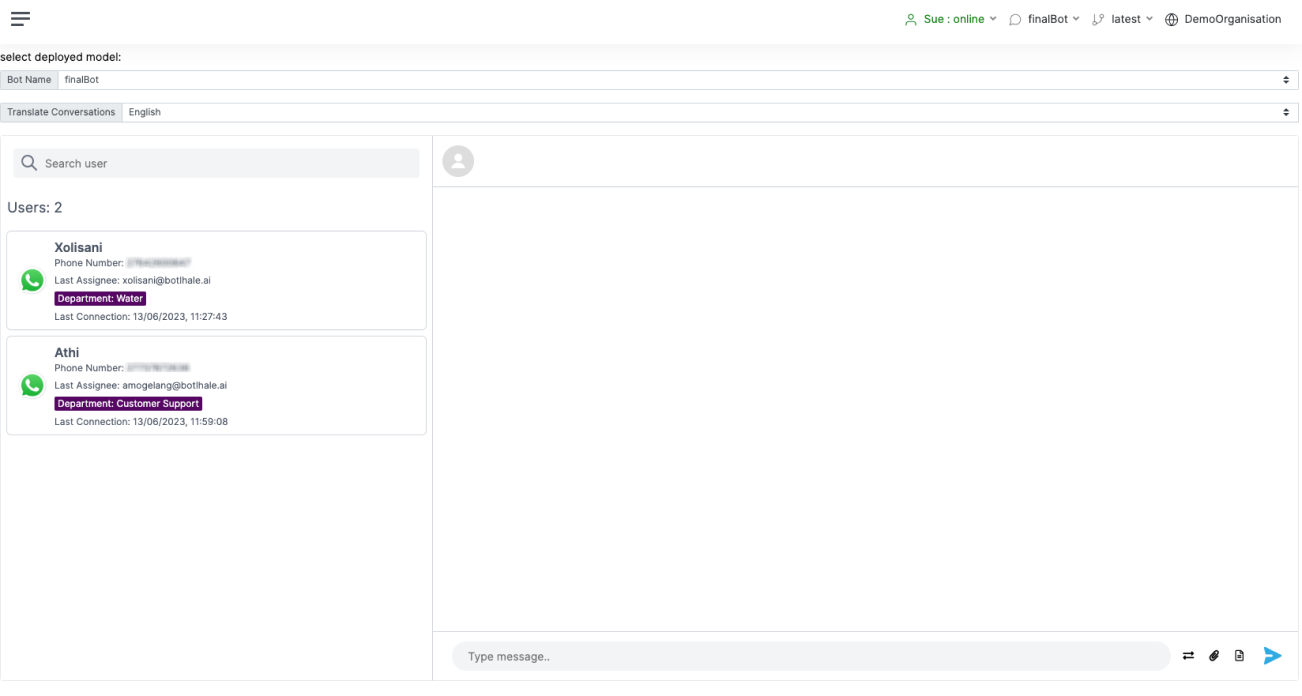 Sue : online finalBot latest DemoOrganisation
select deployed model:
Bot Name finalBot
Translate Conversations English
Search user
Users: 2
Xolisani
Phone Number:
Last Assignee: xolisani@botlhale.ai
Department: Water
Last Connection: 13/06/2023, 11:27:43
Athi
Phone Number:
Last Assignee: amogelang@botlhale.ai
Department: Customer Support
Last Connection: 13/06/2023, 11:59:08
Type message..